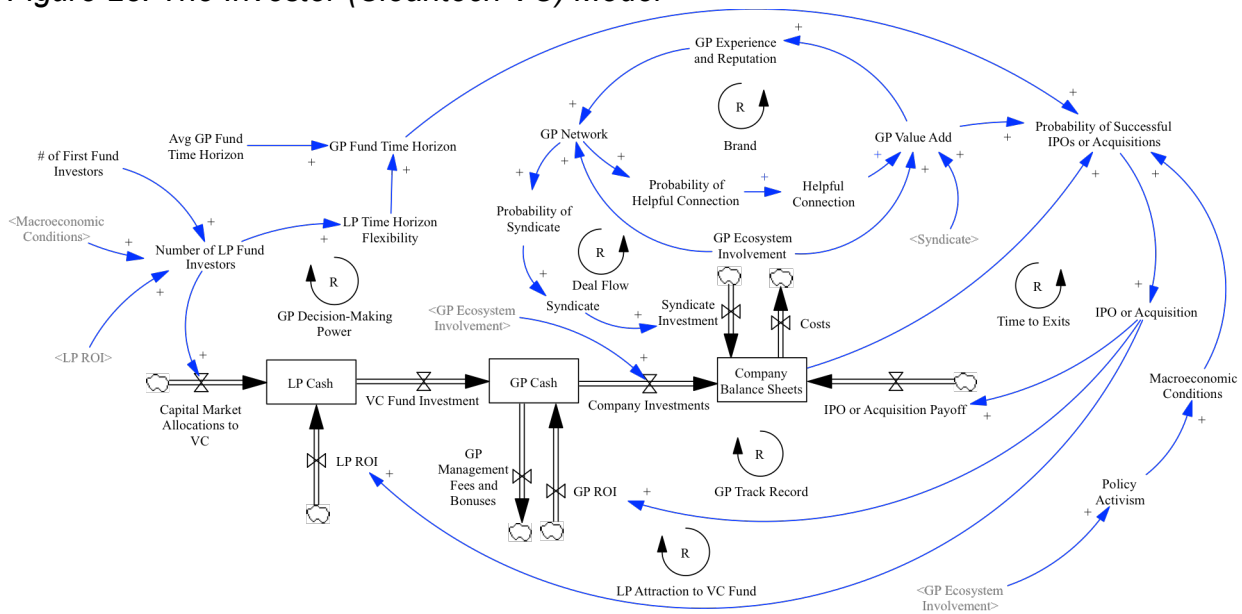 Figure 28: The Investor (Cleantech VC) Model
GP Experience
and Reputation
R
Brand
Avg GP Fund
Time Horizon
GP Fund Time Horizon
GP Network
GP Value Add
Probability of Successful
IPOs or Acquisitions
# of First Fund
Investors
Probability of
Helpful Connection
Helpful
Connection
<Macroeconomic
Conditions>
LP Time Horizon
Flexibility
Probability of
Syndicate
GP Ecosystem
Involvement
<Syndicate>
Number of LP Fund
Investors
R
GP Decision-Making
Power
R
Deal Flow
R
Time to Exits
<GP Ecosystem
Involvement>
Syndicate
Syndicate
Investment
Costs
IPO or Acquisition
<LP ROI>
LP Cash
GP Cash
Company
Balance Sheets
Macroeconomic
Conditions
Capital Market
Allocations to
VC
VC Fund Investment
Company Investments
IPO or Acquisition Payoff
LP ROI
GP
Management
Fees and
Bonuses
GP ROI
R
GP Track Record
Policy
Activism
R
LP Attraction to VC Fund
<GP Ecosystem
Involvement>